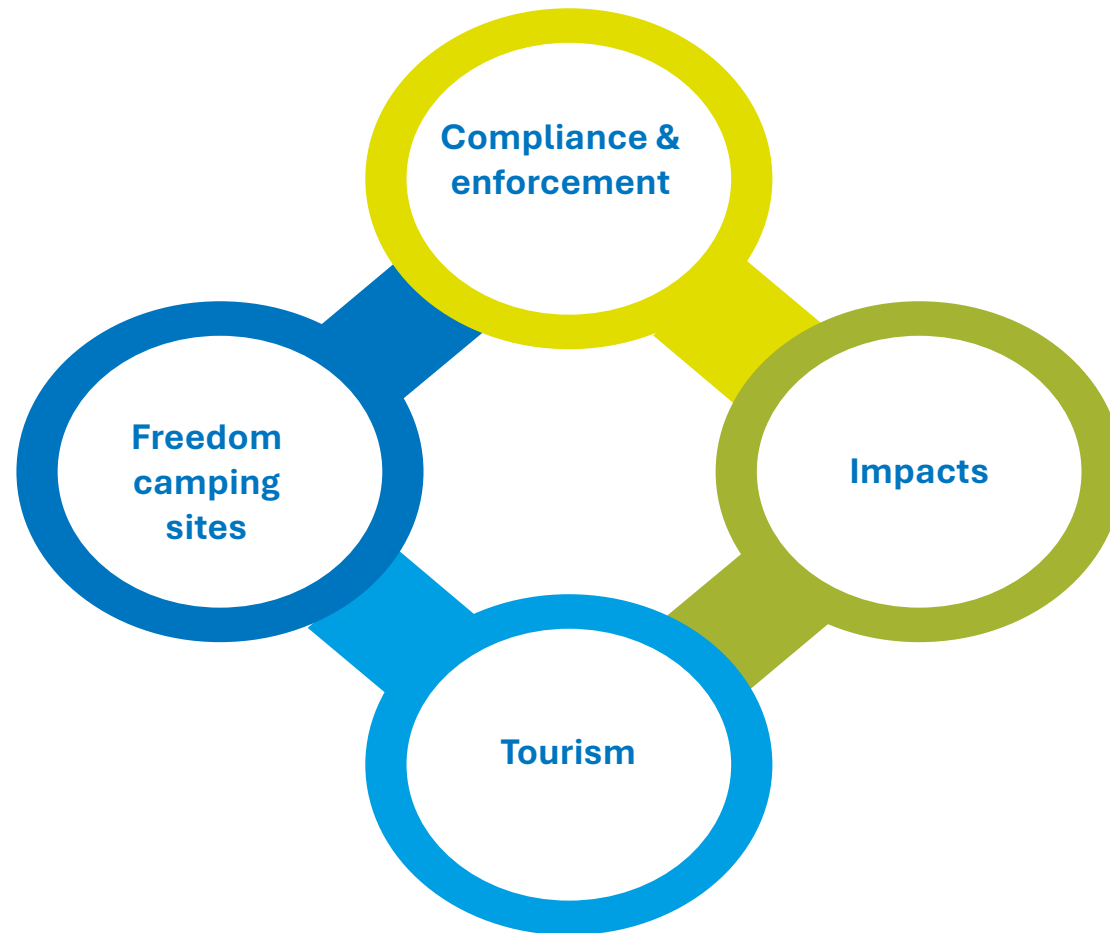 Compliance &
enforcement
Freedom
camping
sites
Impacts
Tourism